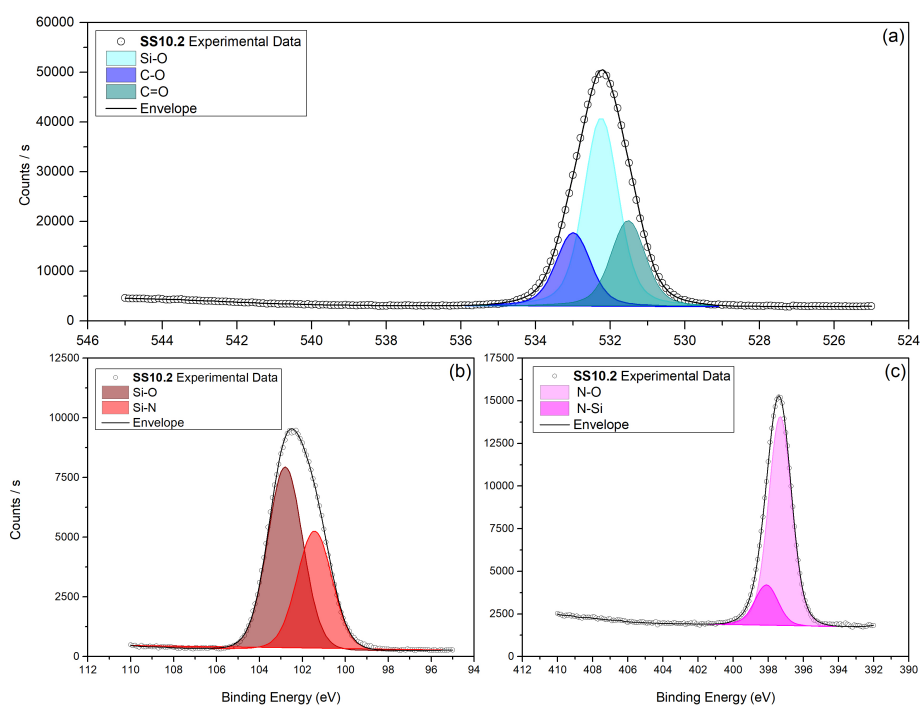 (a)
SS10.2 Experimental Data
Si-O
C-O
C=O
Envelope
Counts / s
60000
50000
40000
30000
20000
10000
0
546 544 542 540 538 536 534 532 530 528 526 524
(b)
SS10.2 Experimental Data
Si-O
Si-N
Envelope
Counts / s
12500
10000
7500
5000
2500
0
112 110 108 106 104 102 100 98 96 94
Binding Energy (eV)
(c)
SS10.2 Experimental Data
N-O
N-Si
Envelope
17500
15000
12500
7500
5000
2500
0
412 410 408 406 404 402 400 398 396 394 392 390
Binding Energy (eV)